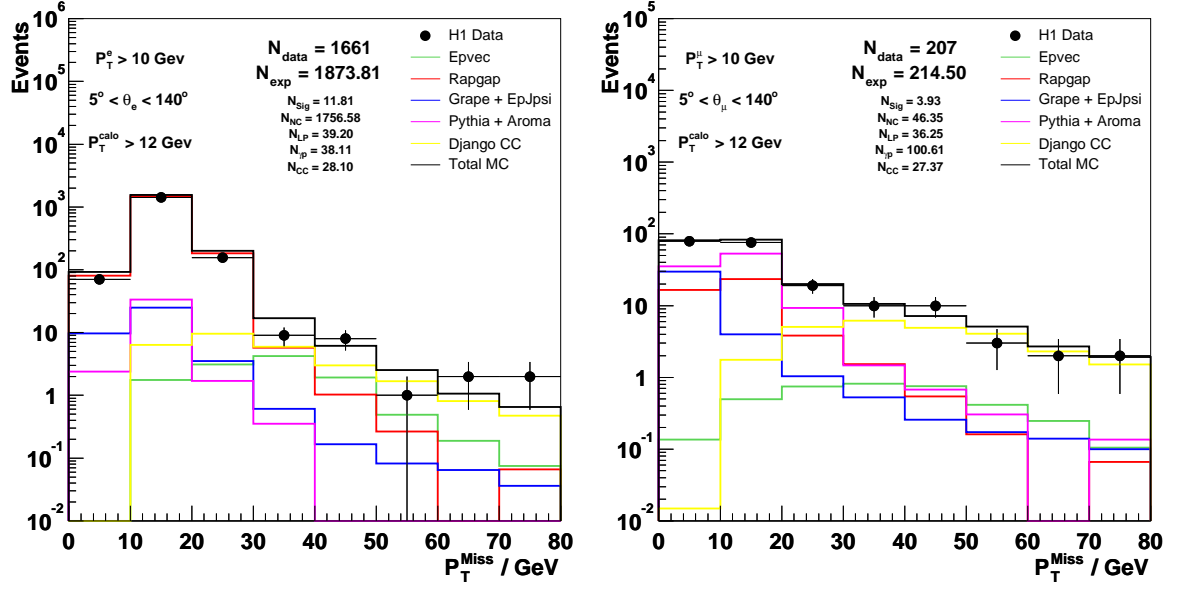 Events
10^6
10^5
10^4
10^3
10^2
10
1
10^-1
10^-2
0 10 20 30 40 50 60 70 80
P_T^Miss / GeV
P_T^e > 10 Gev
5° < θ_e < 140°
P_T^calo > 12 Gev
N_data = 1661
N_exp = 1873.81
N_Sig = 11.81
N_NC = 1756.58
N_LP = 39.20
N_γp = 38.11
N_CC = 28.10
H1 Data
Epvec
Rapgap
Grape + EpJpsi
Pythia + Aroma
Django CC
Total MC
Events
10^5
10^4
10^3
10^2
10
1
10^-1
10^-2
0 10 20 30 40 50 60 70 80
P_T^Miss / GeV
P_T^μ > 10 Gev
5° < θ_μ < 140°
P_T^calo > 12 Gev
N_data = 207
N_exp = 214.50
N_Sig = 3.93
N_NC = 46.35
N_LP = 36.25
N_γp = 100.61
N_CC = 27.37
H1 Data
Epvec
Rapgap
Grape + EpJpsi
Pythia + Aroma
Django CC
Total MC